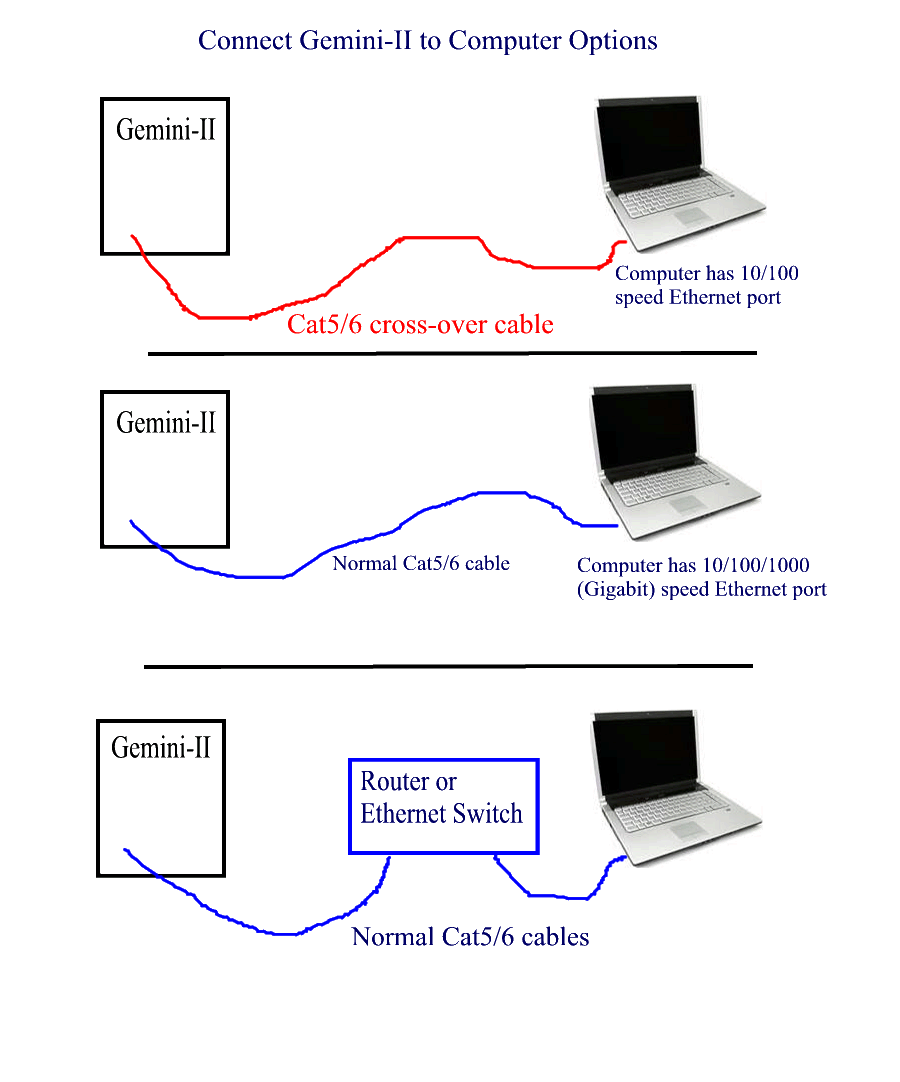 Connect Gemini-II to Computer Options
Gemini-II
Computer has 10/100
speed Ethernet port
Cat5/6 cross-over cable
Gemini-II
Normal Cat5/6 cable
Computer has 10/100/1000
(Gigabit) speed Ethernet port
Gemini-II
Router or
Ethernet Switch
Normal Cat5/6 cables